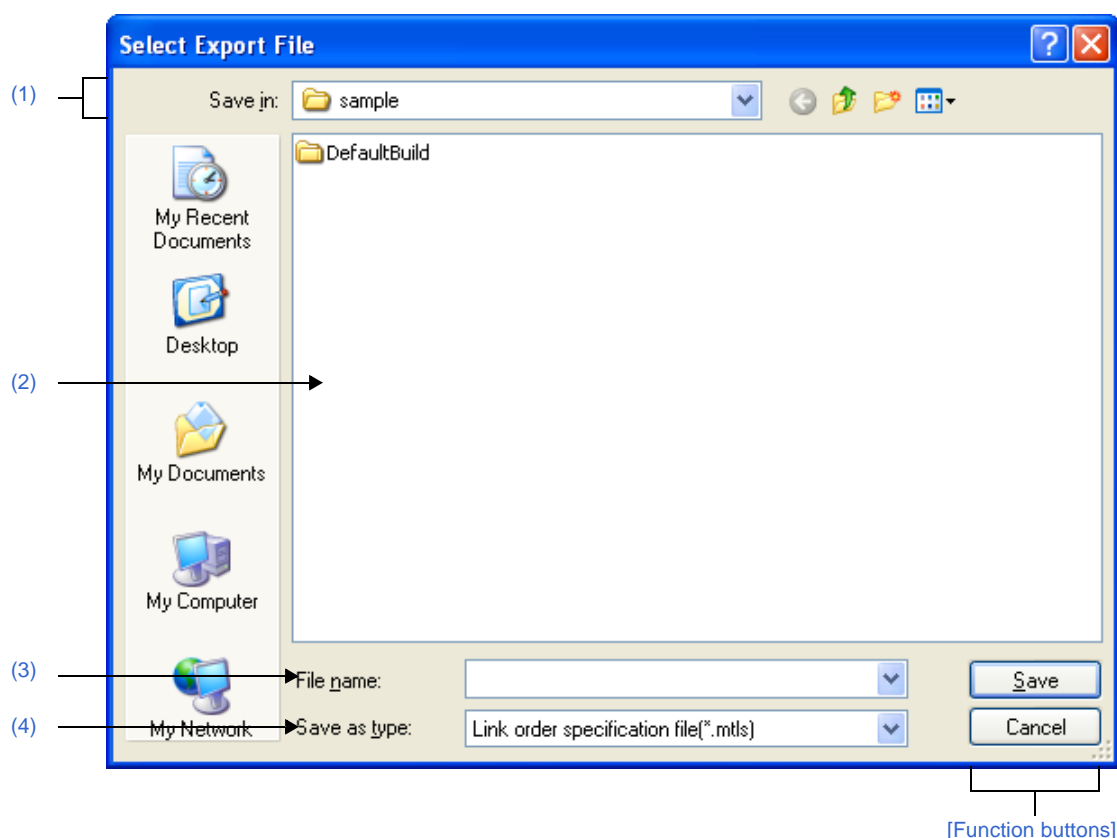 Select Export File
(1)
Save in:
sample
DefaultBuild
My Recent
Documents
Desktop
(2)
My Documents
My Computer
(3)
File name:
Save
My Network
(4)
Save as type:
Link order specification file(*.mtls)
Cancel
[Function buttons]